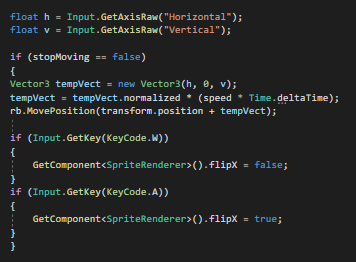 float h = Input.GetAxisRaw("Horizontal");
float v = Input.GetAxisRaw("Vertical");
if (stopMoving == false)
{
Vector3 tempVect = new Vector3(h, 0, v);
tempVect = tempVect.normalized * (speed * Time.deltaTime);
rb.MovePosition(transform.position + tempVect);
if (Input.GetKey(KeyCode.W))
{
GetComponent<SpriteRenderer>().flipX = false;
}
if (Input.GetKey(KeyCode.A))
{
GetComponent<SpriteRenderer>().flipX = true;
}
}